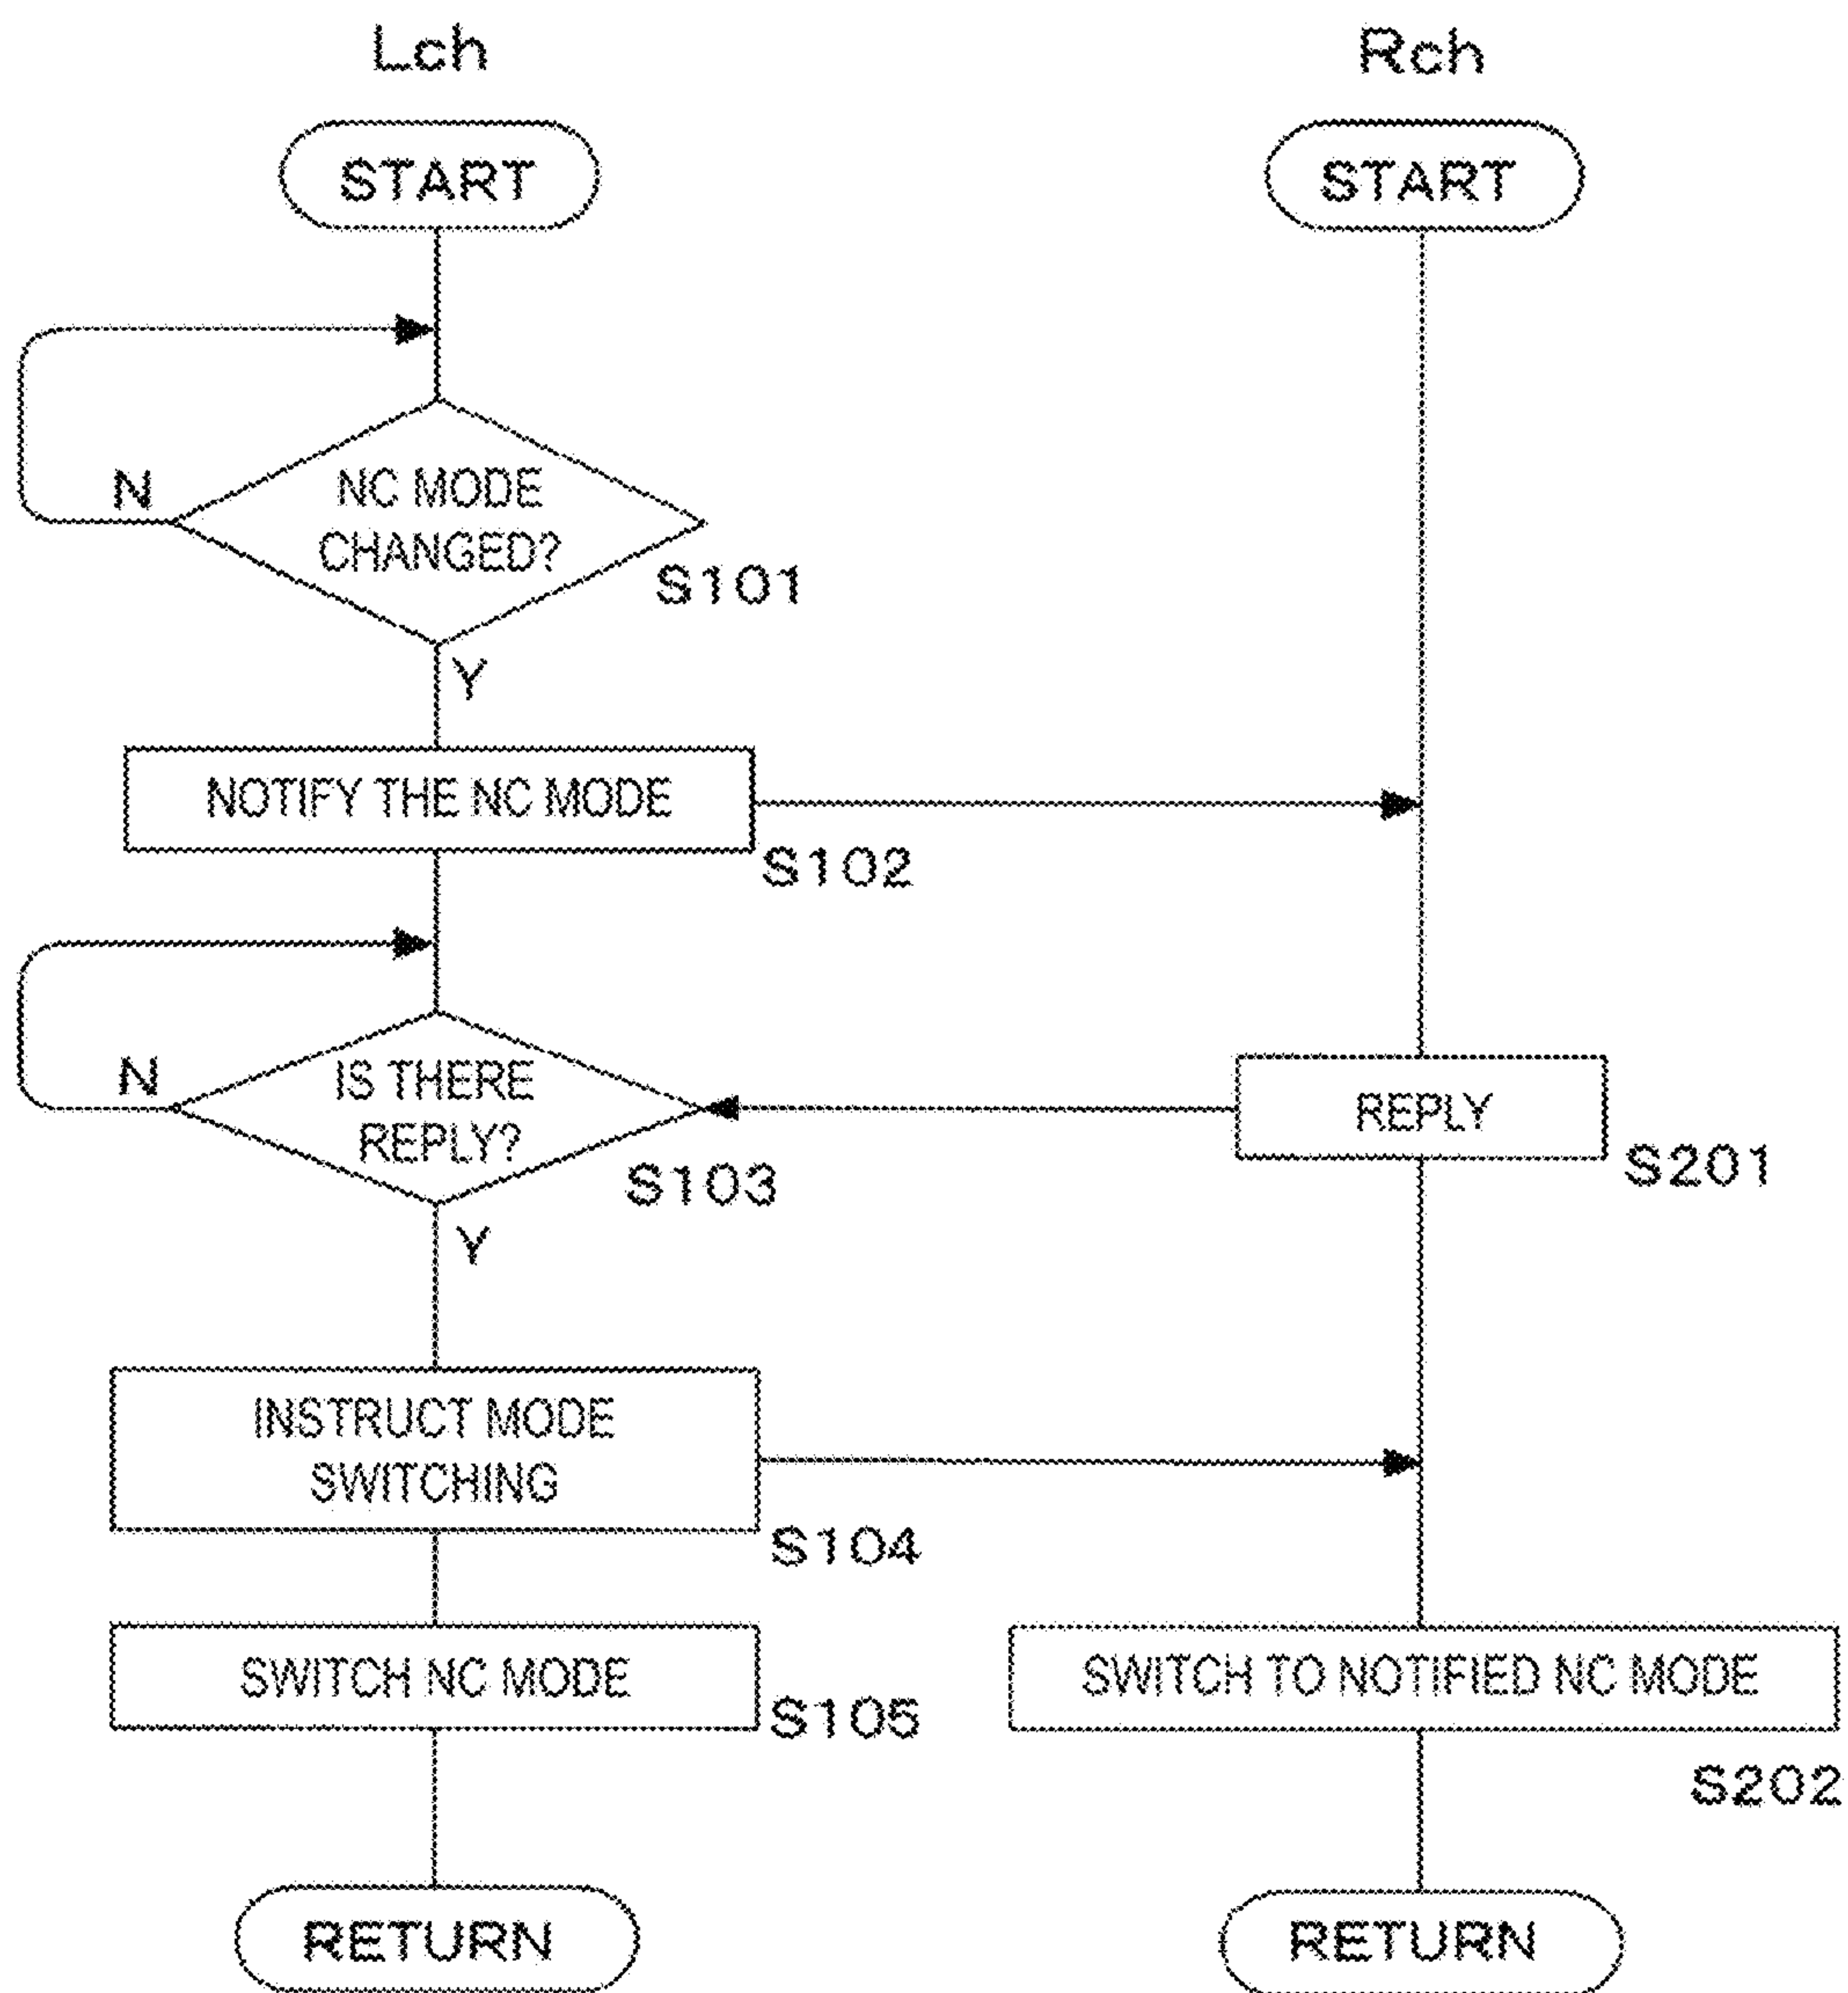 Lch
Rch
START
START
N
NC MODE
CHANGED?
S101
Y
NOTIFY THE NC MODE
S102
N
IS THERE
REPLY?
S103
REPLY
S201
Y
INSTRUCT MODE
SWITCHING
S104
SWITCH NC MODE
S105
SWITCH TO NOTIFIED NC MODE
S202
RETURN
RETURN